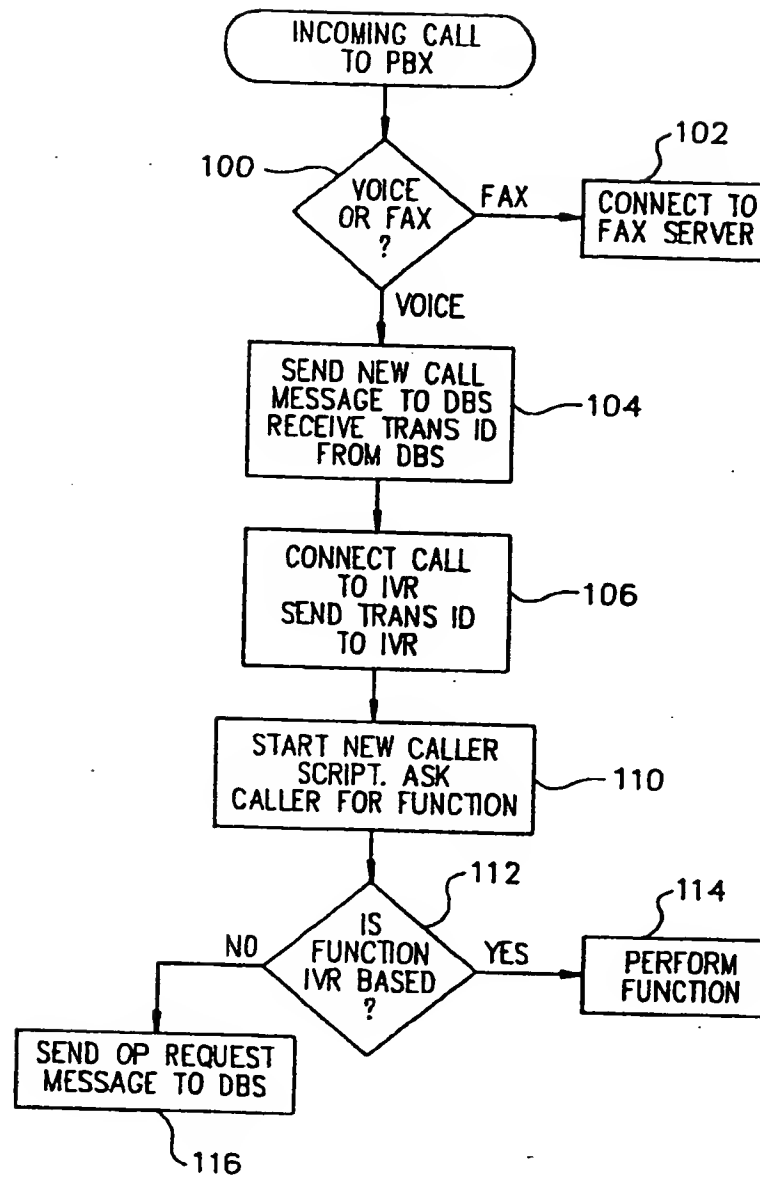 INCOMING CALL
TO PBX
100
VOICE
OR FAX
?
FAX
102
CONNECT TO
FAX SERVER
VOICE
SEND NEW CALL
MESSAGE TO DBS
RECEIVE TRANS ID
FROM DBS
104
CONNECT CALL
TO IVR
SEND TRANS ID
TO IVR
106
START NEW CALLER
SCRIPT. ASK
CALLER FOR FUNCTION
110
112
IS
FUNCTION
IVR BASED
?
NO
YES
114
PERFORM
FUNCTION
SEND OP REQUEST
MESSAGE TO DBS
116